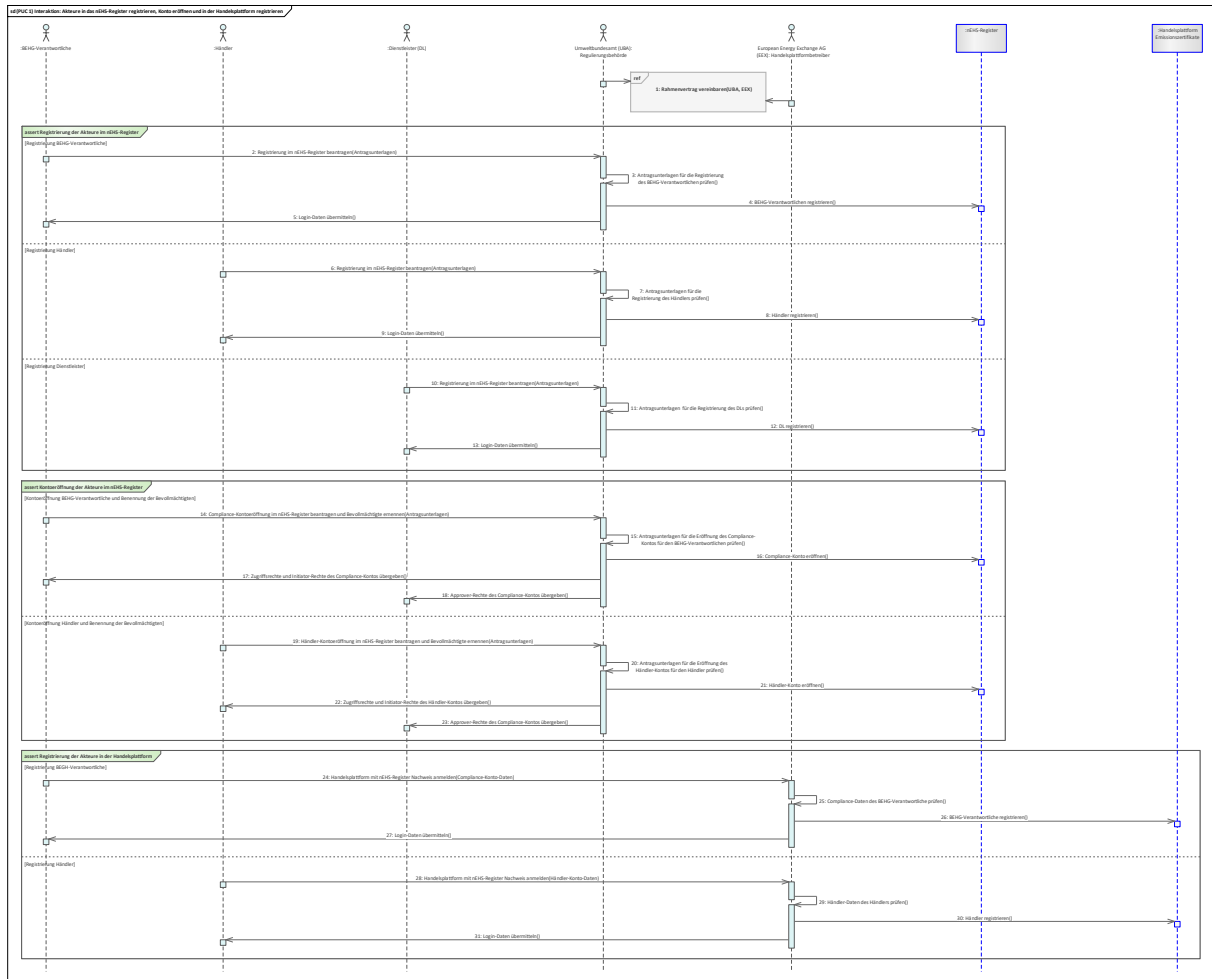 sd [PUC 1] Interaktion: Akteure in das nEHS-Register registrieren, Konto eröffnen und in der Handelsplattform registrieren
:BEHG-Verantwortliche
:Händler
:Dienstleister (DL)
Umweltbundesamt (UBA):
Regulierungsbehörde
European Energy Exchange AG
(EEX): Handelsplattformbetreiber
:nEHS-Register
:Handelsplattform
Emissionszertifikate
ref
1: Rahmenvertrag vereinbaren(UBA, EEX)
assert Registrierung der Akteure im nEHS-Register
[Registrierung BEHG-Verantwortliche]
2: Registrierung im nEHS-Register beantragen(Antragsunterlagen)
3: Antragsunterlagen für die Registrierung
des BEHG-Verantwortlichen prüfen()
4: BEHG-Verantwortlichen registrieren()
5: Login-Daten übermitteln()
[Registrierung Händler]
6: Registrierung im nEHS-Register beantragen(Antragsunterlagen)
7: Antragsunterlagen für die
Registrierung des Händlers prüfen()
8: Händler registrieren()
9: Login-Daten übermitteln()
[Registrierung Dienstleister]
10: Registrierung im nEHS-Register beantragen(Antragsunterlagen)
11: Antragsunterlagen für die Registrierung des DLs prüfen()
12: DL registrieren()
13: Login-Daten übermitteln()
assert Kontoeröffnung der Akteure im nEHS-Register
[Kontoeröffnung BEHG-Verantwortliche und Benennung der Bevollmächtigten]
14: Compliance-Kontoeröffnung im nEHS-Register beantragen und Bevollmächtigte ernennen(Antragsunterlagen)
15: Antragsunterlagen für die Eröffnung des Compliance-
Kontos für den BEHG-Verantwortlichen prüfen()
16: Compliance-Konto eröffnen()
17: Zugriffsrechte und Initiator-Rechte des Compliance-Kontos übergeben()
18: Approver-Rechte des Compliance-Kontos übergeben()
[Kontoeröffnung Händler und Benennung der Bevollmächtigten]
19: Händler-Kontoeröffnung im nEHS-Register beantragen und Bevollmächtigte ernennen(Antragsunterlagen)
20: Antragsunterlagen für die Eröffnung des
Händler-Kontos für den Händler prüfen()
21: Händler-Konto eröffnen()
22: Zugriffsrechte und Initiator-Rechte des Händler-Kontos übergeben()
23: Approver-Rechte des Compliance-Kontos übergeben()
assert Registrierung der Akteure in der Handelsplattform
[Registrierung BEGH-Verantwortliche]
24: Handelsplattform mit nEHS-Register Nachweis anmelden(Compliance-Konto-Daten)
25: Compliance-Daten des BEHG-Verantwortliche prüfen()
26: BEHG-Verantwortliche registrieren()
27: Login-Daten übermitteln()
[Registrierung Händler]
28: Handelsplattform mit nEHS-Register Nachweis anmelden(Händler-Konto-Daten)
29: Händler-Daten des Händlers prüfen()
30: Händler registrieren()
31: Login-Daten übermitteln()